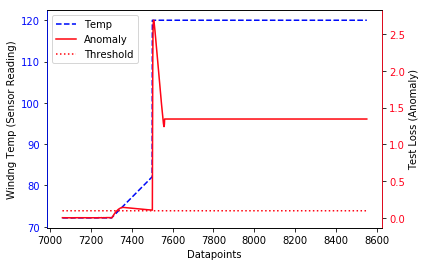 Temp
Anomaly
Threshold
120
110
100
90
80
70
Windng Temp (Sensor Reading)
2.5
2.0
1.5
1.0
0.5
0.0
Test Loss (Anomaly)
7000 7200 7400 7600 7800 8000 8200 8400 8600
Datapoints